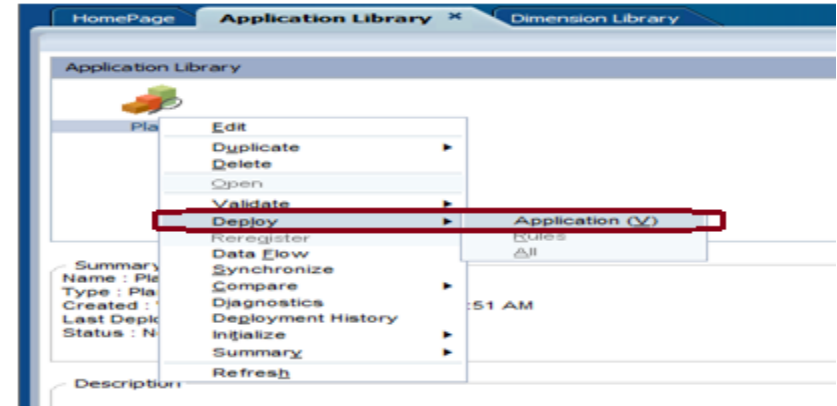 HomePage Application Library × Dimension Library
Application Library
Pla
Edit
Duplicate
Delete
Open
Validate
Deploy Application (V)
Reregister Rules
Data Flow All
Summary Synchronize
Name : Pla Compare
Type : Pla
Created : Diagnostics :51 AM
Last Depl Deployment History
Status : N Initialize
Summary
Refresh
Description